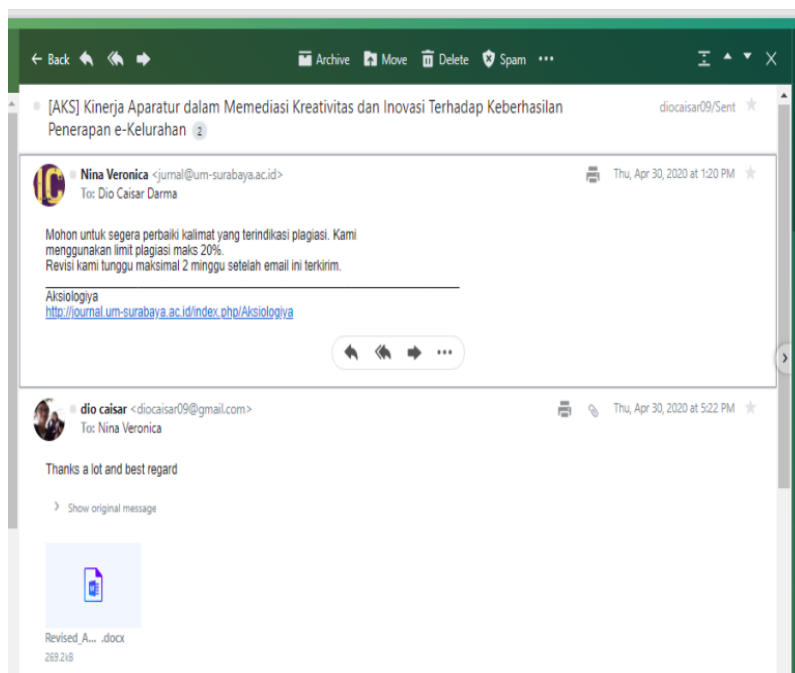 Back Archive Move Delete Spam
[AKS] Kinerja Aparatur dalam Memediasi Kreativitas dan Inovasi Terhadap Keberhasilan
Penerapan e-Kelurahan 2
diocaisar09/Sent
Nina Veronica <jurnal@um-surabaya.ac.id>
Thu, Apr 30, 2020 at 1:20 PM
To: Dio Caisar Darma
Mohon untuk segera perbaiki kalimat yang terindikasi plagiasi. Kami
menggunakan limit plagiasi maks 20%.
Revisi kami tunggu maksimal 2 minggu setelah email ini terkirim.
Aksiologiya
http://journal.um-surabaya.ac.id/index.php/Aksiologiya
dio caisar <diocaisar09@gmail.com>
Thu, Apr 30, 2020 at 5:22 PM
To: Nina Veronica
Thanks a lot and best regard
Show original message
Revised_A... .docx
269.2kB